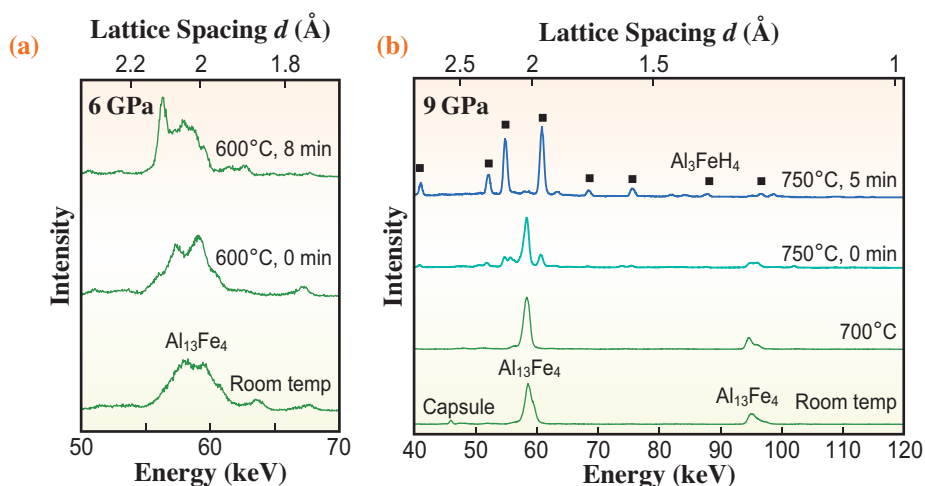 (a)
Lattice Spacing d (Å)
2.2 2 1.8
6 GPa
600°C, 8 min
600°C, 0 min
Al₁₃Fe₄
Room temp
Intensity
50 60 70
Energy (keV)
(b)
Lattice Spacing d (Å)
2.5 2 1.5 1
9 GPa
Al₃FeH₄
750°C, 5 min
750°C, 0 min
700°C
Al₁₃Fe₄
Capsule
Al₁₃Fe₄
Room temp
Intensity
40 50 60 70 80 90 100 110 120
Energy (keV)